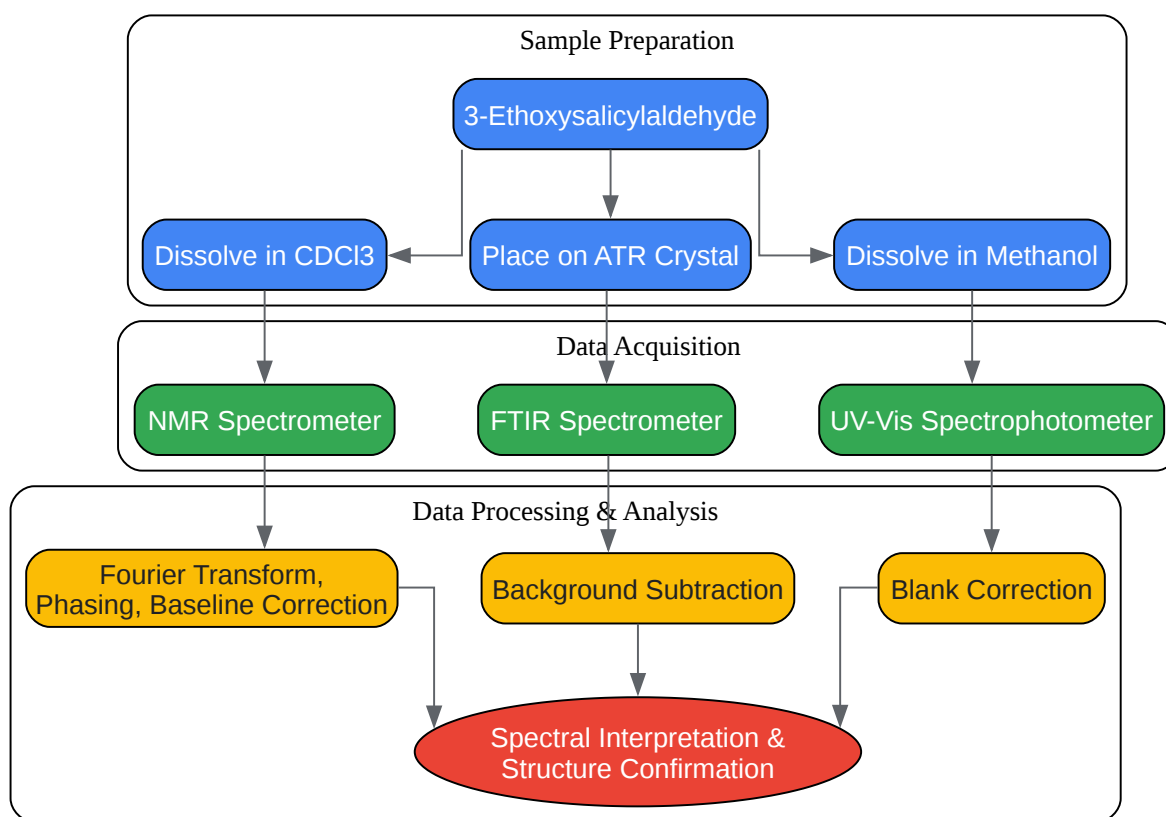 Sample Preparation
3-Ethoxysalicylaldehyde
Dissolve in CDCl3
Place on ATR Crystal
Dissolve in Methanol
Data Acquisition
NMR Spectrometer
FTIR Spectrometer
UV-Vis Spectrophotometer
Data Processing & Analysis
Fourier Transform,
Phasing, Baseline Correction
Background Subtraction
Blank Correction
Spectral Interpretation &
Structure Confirmation